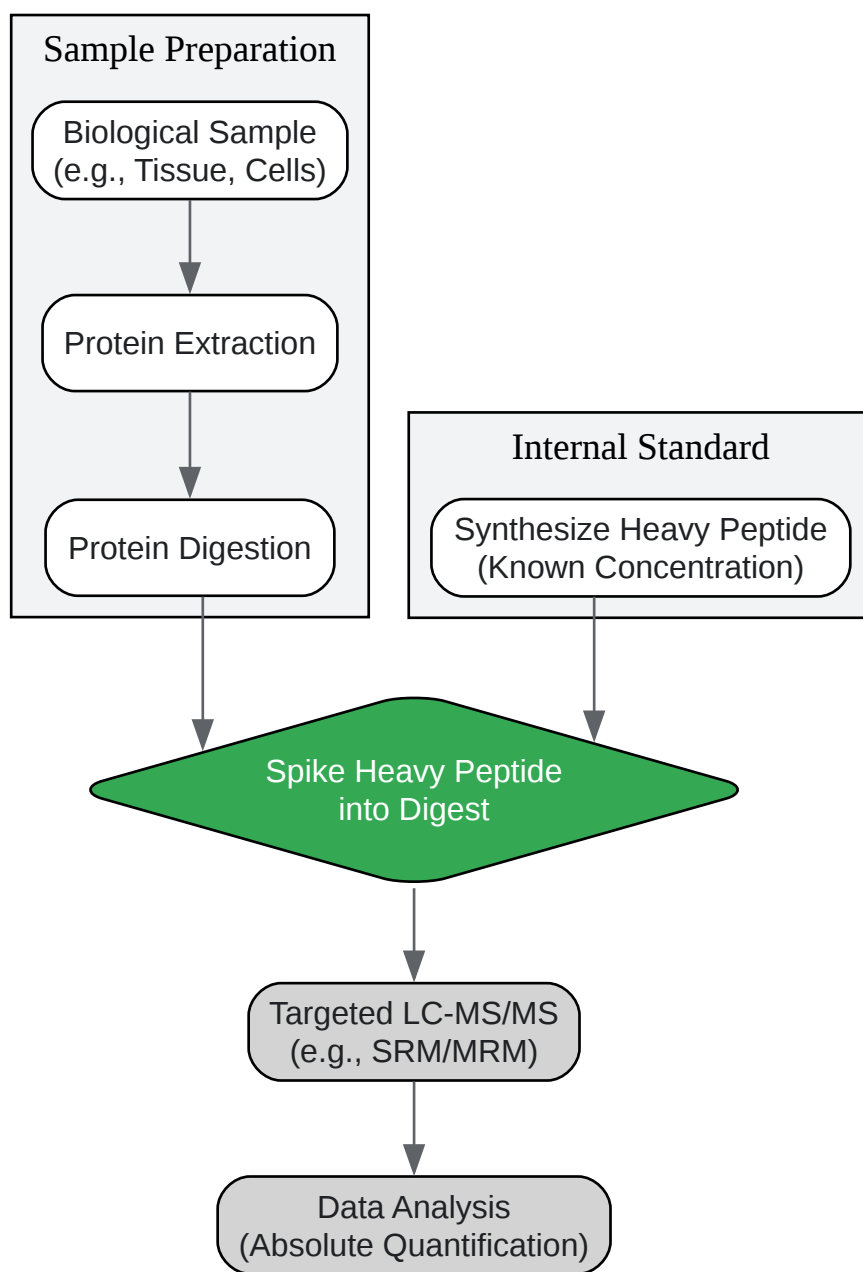 Sample Preparation
Biological Sample
(e.g., Tissue, Cells)
Protein Extraction
Protein Digestion
Internal Standard
Synthesize Heavy Peptide
(Known Concentration)
Spike Heavy Peptide
into Digest
Targeted LC-MS/MS
(e.g., SRM/MRM)
Data Analysis
(Absolute Quantification)